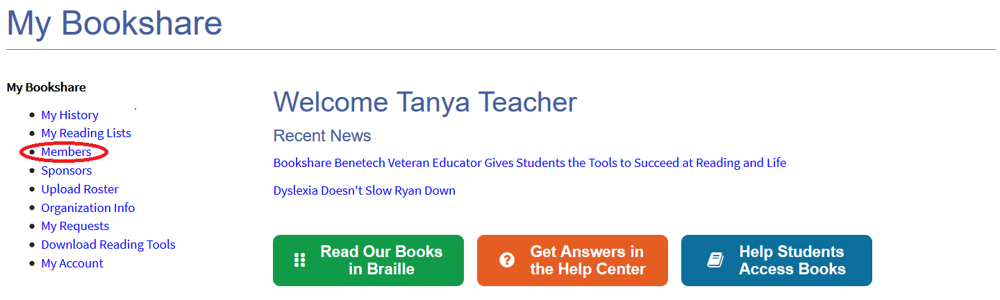 My Bookshare
My Bookshare
My History
My Reading Lists
Members
Sponsors
Upload Roster
Organization Info
My Requests
Download Reading Tools
My Account
Welcome Tanya Teacher
Recent News
Bookshare Benetech Veteran Educator Gives Students the Tools to Succeed at Reading and Life
Dyslexia Doesn't Slow Ryan Down
Read Our Books
in Braille
Get Answers in
the Help Center
Help Students
Access Books